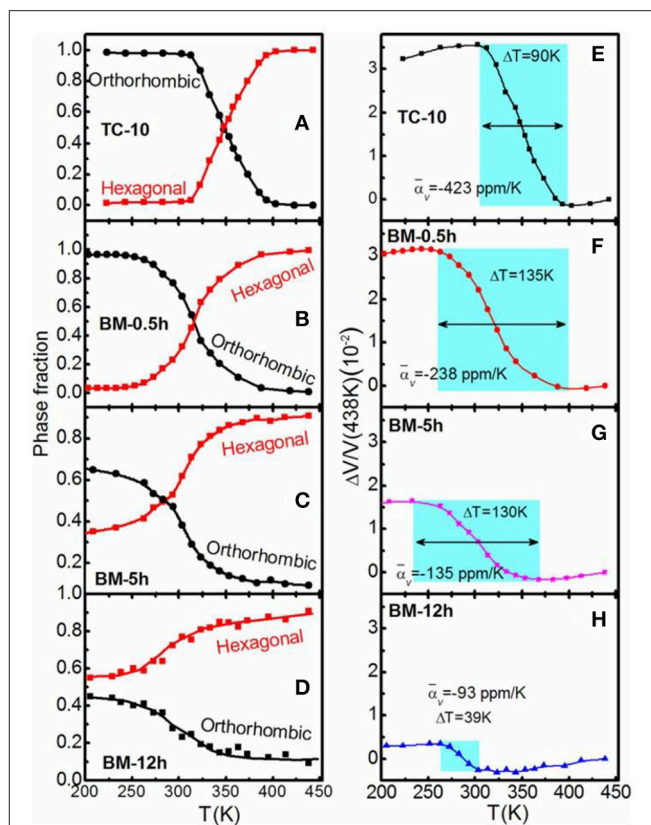 Phase fraction
1.0
0.8
0.6
0.4
0.2
0.0
Orthorhombic
TC-10
Hexagonal
A
1.0
0.8
0.6
0.4
0.2
0.0
BM-0.5h
Hexagonal
Orthorhombic
B
1.0
0.8
0.6
0.4
0.2
Hexagonal
Orthorhombic
BM-5h
C
1.0
0.8
0.6
0.4
0.2
0.0
Hexagonal
Orthorhombic
BM-12h
D
200 250 300 350 400 450
T(K)
ΔV/V(438K)(10⁻²)
3
2
1
0
ΔT=90K
E
TC-10
ᾱᵥ=-423 ppm/K
3
2
1
0
BM-0.5h
F
ΔT=135K
ᾱᵥ=-238 ppm/K
3
2
1
0
BM-5h
G
ΔT=130K
ᾱᵥ=-135 ppm/K
3
2
1
0
BM-12h
H
ᾱᵥ=-93 ppm/K
ΔT=39K
200 250 300 350 400 450
T(K)